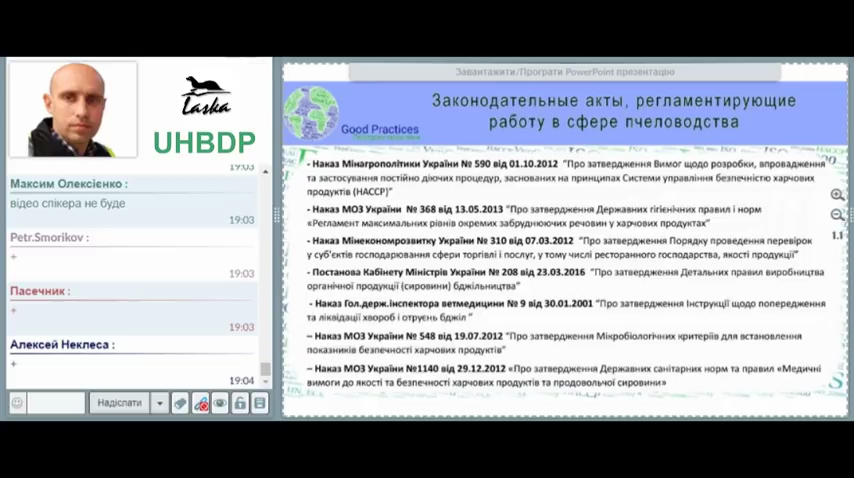 Laska
UHBDP
19:03
Максим Олексієнко :
відео спікера не буде
19:03
Petr.Smorikov :
+
19:03
Пасечник :
+
19:03
Алексей Неклеса :
+
19:04
Надіслати
Завантажити/Програти PowerPoint презентацію
Good Practices
Законодательные акты, регламентирующие
работу в сфере пчеловодства
- Наказ Мінагрополітики України № 590 від 01.10.2012 "Про затвердження Вимог щодо розробки, впровадження
та застосування постійно діючих процедур, заснованих на принципах Системи управління безпечністю харчових
продуктів (НАССР)"
- Наказ МОЗ України № 368 від 13.05.2013 "Про затвердження Державних гігієнічних правил і норм
«Регламент максимальних рівнів окремих забруднюючих речовин у харчових продуктах"
- Наказ Мінекономрозвитку України № 310 від 07.03.2012 "Про затвердження Порядку проведення перевірок
у суб'єктів господарювання сфери торгівлі і послуг, у тому числі ресторанного господарства, якості продукції"
- Постанова Кабінету Міністрів України № 208 від 23.03.2016 "Про затвердження Детальних правил виробництва
органічної продукції (сировини) бджільництва"
- Наказ Гол.держ.інспектора ветмедицини № 9 від 30.01.2001 "Про затвердження Інструкції щодо попередження
та ліквідації хвороб і отруєнь бджіл "
– Наказ МОЗ України № 548 від 19.07.2012 "Про затвердження Мікробіологічних критеріїв для встановлення
показників безпечності харчових продуктів"
– Наказ МОЗ України №1140 від 29.12.2012 «Про затвердження Державних санітарних норм та правил «Медичні
вимоги до якості та безпечності харчових продуктів та продовольчої сировини»
1.1